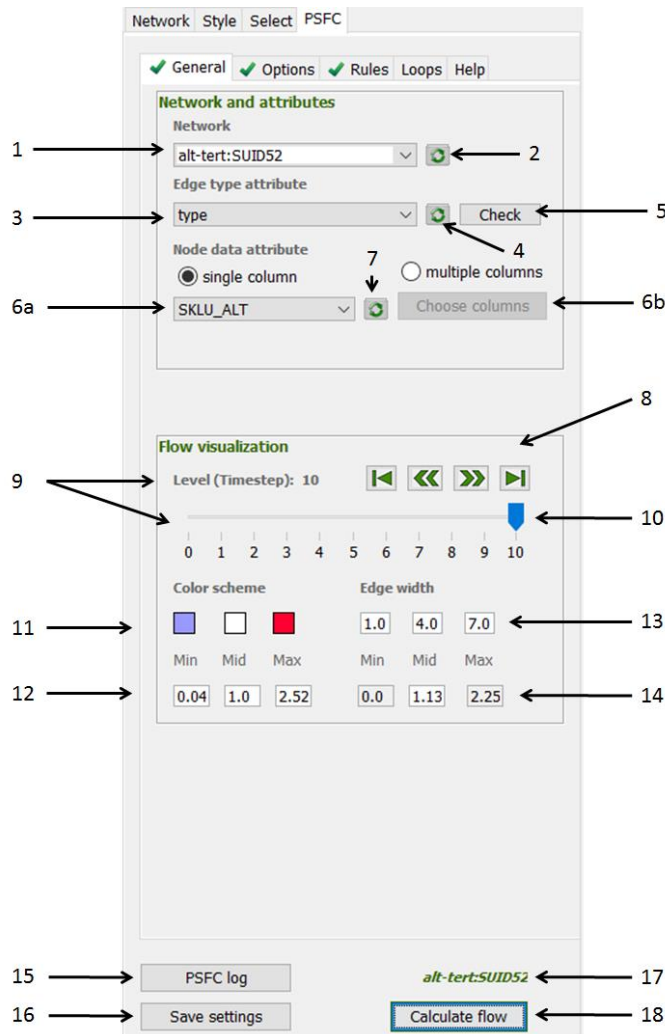 Network Style Select PSFC
General Options Rules Loops Help
Network and attributes
Network
1 alt-tert:SUID52 2
Edge type attribute
3 type Check 5
4
Node data attribute 7
single column multiple columns
6a SKLU_ALT Choose columns 6b
8
Flow visualization
9 Level (Timestep): 10
10
0 1 2 3 4 5 6 7 8 9 10
Color scheme Edge width
11 1.0 4.0 7.0 13
Min Mid Max Min Mid Max
12 0.04 1.0 2.52 0.0 1.13 2.25 14
15 PSFC log alt-tert:SUID52 17
16 Save settings Calculate flow 18